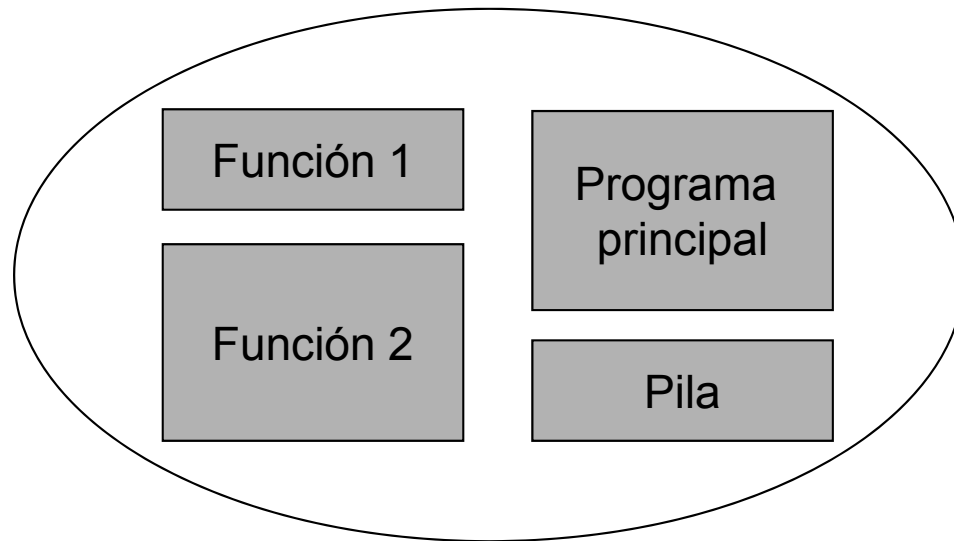 Función 1
Función 2
Programa
principal
Pila